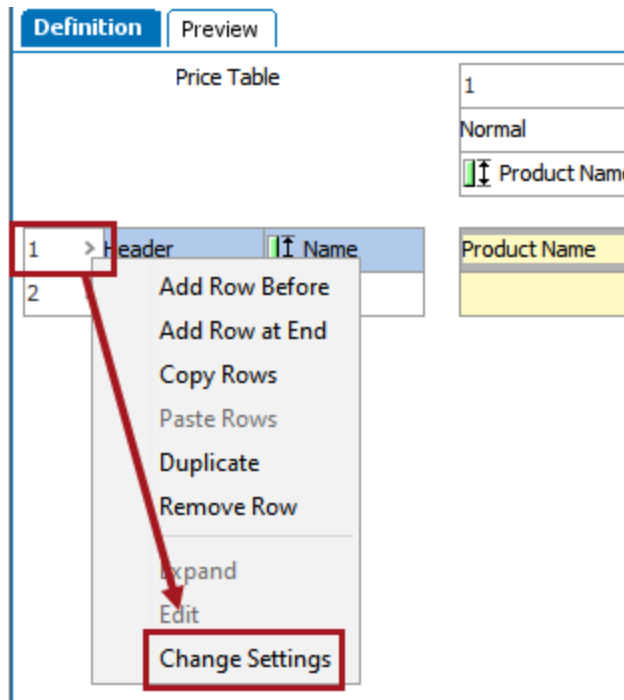 Definition Preview
Price Table
1
Normal
Product Name
1 > Header Name
Product Name
2
Add Row Before
Add Row at End
Copy Rows
Paste Rows
Duplicate
Remove Row
Expand
Edit
Change Settings